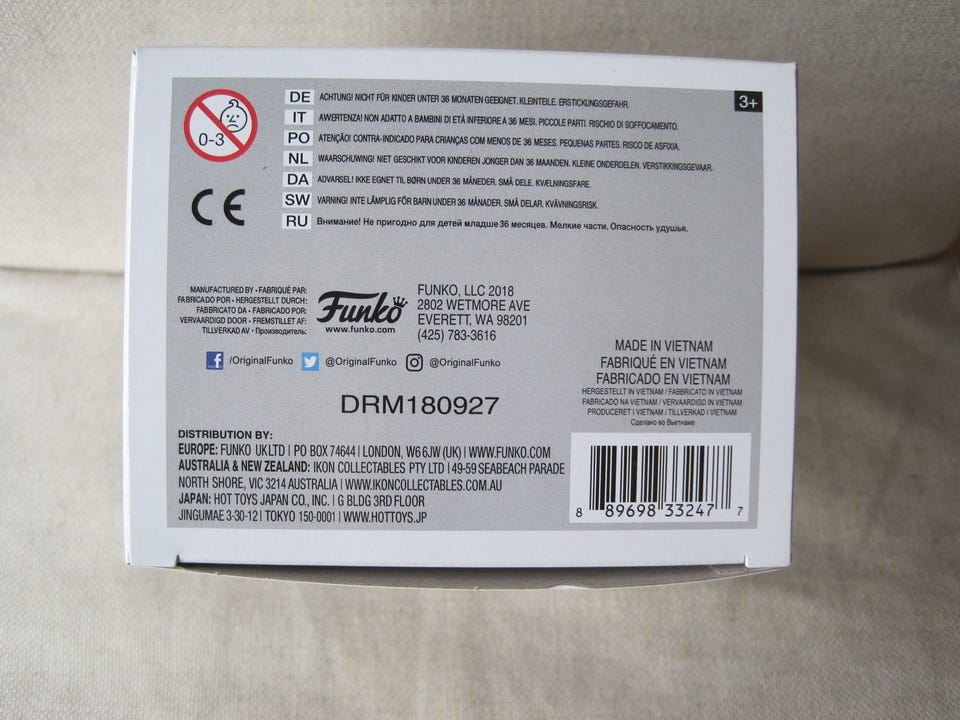 0-3
3+
DE ACHTUNG! NICHT FÜR KINDER UNTER 36 MONATEN GEEIGNET. KLEINTEILE. ERSTICKUNGSGEFAHR.
IT AWERTENZA! NON ADATTO A BAMBINI DI ETÀ INFERIORE A 36 MESI. PICCOLE PARTI. RISCHIO DI SOFFOCAMENTO.
PO ATENÇÃO! CONTRA-INDICADO PARA CRIANÇAS COM MENOS DE 36 MESES. PEQUENAS PARTES. RISCO DE ASFIXIA.
NL WAARSCHUWING! NIET GESCHIKT VOOR KINDEREN JONGER DAN 36 MAANDEN. KLEINE ONDERDELEN. VERSTIKKINGSGEVAAR.
DA ADVARSEL! IKKE EGNET TIL BØRN UNDER 36 MÅNEDER. SMÅ DELE. KVÆLNINGSFARE.
SW VARNING! INTE LÄMPLIG FÖR BARN UNDER 36 MÅNADER. SMÅ DELAR. KVÄVNINGSRISK.
RU Внимание! Не пригодно для детей младше 36 месяцев. Мелкие части. Опасность удушья.
CE
MANUFACTURED BY • FABRIQUÉ PAR:
FABRICADO POR • HERGESTELLT DURCH:
FABBRICATO DA • FABRICADO POR:
VERVAARDIGD DOOR • FREMSTILLET AF:
TILLVERKAD AV • Производитель:
Funko
www.funko.com
FUNKO, LLC 2018
2802 WETMORE AVE
EVERETT, WA 98201
(425) 783-3616
/OriginalFunko @OriginalFunko @OriginalFunko
DRM180927
MADE IN VIETNAM
FABRIQUÉ EN VIETNAM
FABRICADO EN VIETNAM
HERGESTELLT IN VIETNAM / FABBRICATO IN VIETNAM
FABRICADO NA VIETNAM / VERVAARDIGD IN VIETNAM
PRODUCERET I VIETNAM / TILLVERKAD I VIETNAM
Сделано во Вьетнаме
DISTRIBUTION BY:
EUROPE: FUNKO UK LTD | PO BOX 74644 | LONDON, W6 6JW (UK) | WWW.FUNKO.COM
AUSTRALIA & NEW ZEALAND: IKON COLLECTABLES PTY LTD | 49-59 SEABEACH PARADE
NORTH SHORE, VIC 3214 AUSTRALIA | WWW.IKONCOLLECTABLES.COM.AU
JAPAN: HOT TOYS JAPAN CO., INC. | G BLDG 3RD FLOOR
JINGUMAE 3-30-12 | TOKYO 150-0001 | WWW.HOTTOYS.JP
8 89698 33247 7